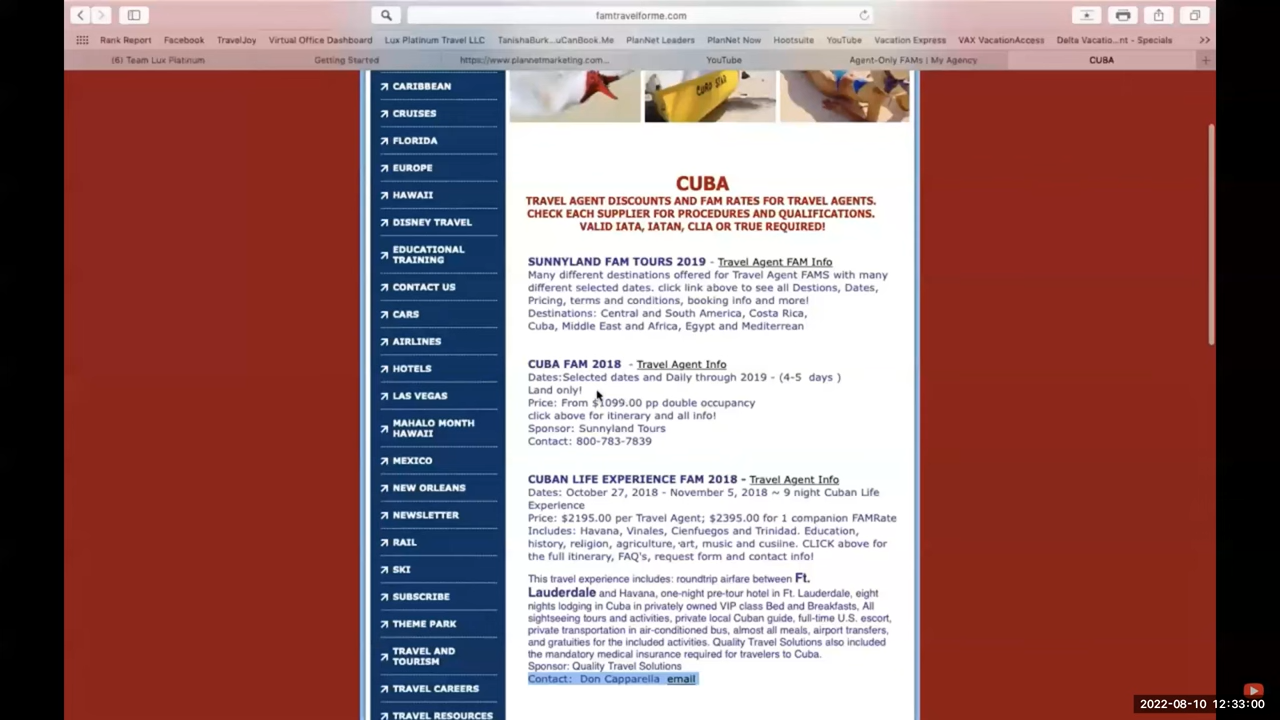 famtravelforme.com
Rank Report Facebook TravelJoy Virtual Office Dashboard Lux Platinum Travel LLC TanishaBurk...uCanBook.Me PlanNet Leaders PlanNet Now Hootsuite YouTube Vacation Express VAX VacationAccess Delta Vacatio...nt - Specials >>
(6) Team Lux Platinum Getting Started https://www.plannetmarketing.com... YouTube Agent-Only FAMs | My Agency CUBA
CARIBBEAN
CRUISES
FLORIDA
EUROPE
HAWAII
DISNEY TRAVEL
EDUCATIONAL
TRAINING
CONTACT US
CARS
AIRLINES
HOTELS
LAS VEGAS
MAHALO MONTH
HAWAII
MEXICO
NEW ORLEANS
NEWSLETTER
RAIL
SKI
SUBSCRIBE
THEME PARK
TRAVEL AND
TOURISM
TRAVEL CAREERS
TRAVEL RESOURCES
CUBA
TRAVEL AGENT DISCOUNTS AND FAM RATES FOR TRAVEL AGENTS.
CHECK EACH SUPPLIER FOR PROCEDURES AND QUALIFICATIONS.
VALID IATA, IATAN, CLIA OR TRUE REQUIRED!
SUNNYLAND FAM TOURS 2019 - Travel Agent FAM Info
Many different destinations offered for Travel Agent FAMS with many
different selected dates. click link above to see all Destions, Dates,
Pricing, terms and conditions, booking info and more!
Destinations: Central and South America, Costa Rica,
Cuba, Middle East and Africa, Egypt and Mediterrean
CUBA FAM 2018 - Travel Agent Info
Dates:Selected dates and Daily through 2019 - (4-5 days )
Land only!
Price: From $1099.00 pp double occupancy
click above for itinerary and all info!
Sponsor: Sunnyland Tours
Contact: 800-783-7839
CUBAN LIFE EXPERIENCE FAM 2018 - Travel Agent Info
Dates: October 27, 2018 - November 5, 2018 ~ 9 night Cuban Life
Experience
Price: $2195.00 per Travel Agent; $2395.00 for 1 companion FAMRate
Includes: Havana, Vinales, Cienfuegos and Trinidad. Education,
history, religion, agriculture, art, music and cusiine. CLICK above for
the full itinerary, FAQ's, request form and contact info!
This travel experience includes: roundtrip airfare between Ft.
Lauderdale and Havana, one-night pre-tour hotel in Ft. Lauderdale, eight
nights lodging in Cuba in privately owned VIP class Bed and Breakfasts, All
sightseeing tours and activities, private local Cuban guide, full-time U.S. escort,
private transportation in air-conditioned bus, almost all meals, airport transfers,
and gratuities for the included activities. Quality Travel Solutions also included
the mandatory medical insurance required for travelers to Cuba.
Sponsor: Quality Travel Solutions
Contact: Don Capparella email
2022-08-10 12:33:00